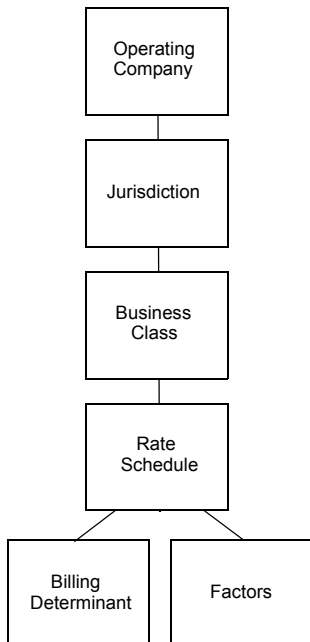 Operating
Company
Jurisdiction
Business
Class
Rate
Schedule
Billing
Determinant
Factors